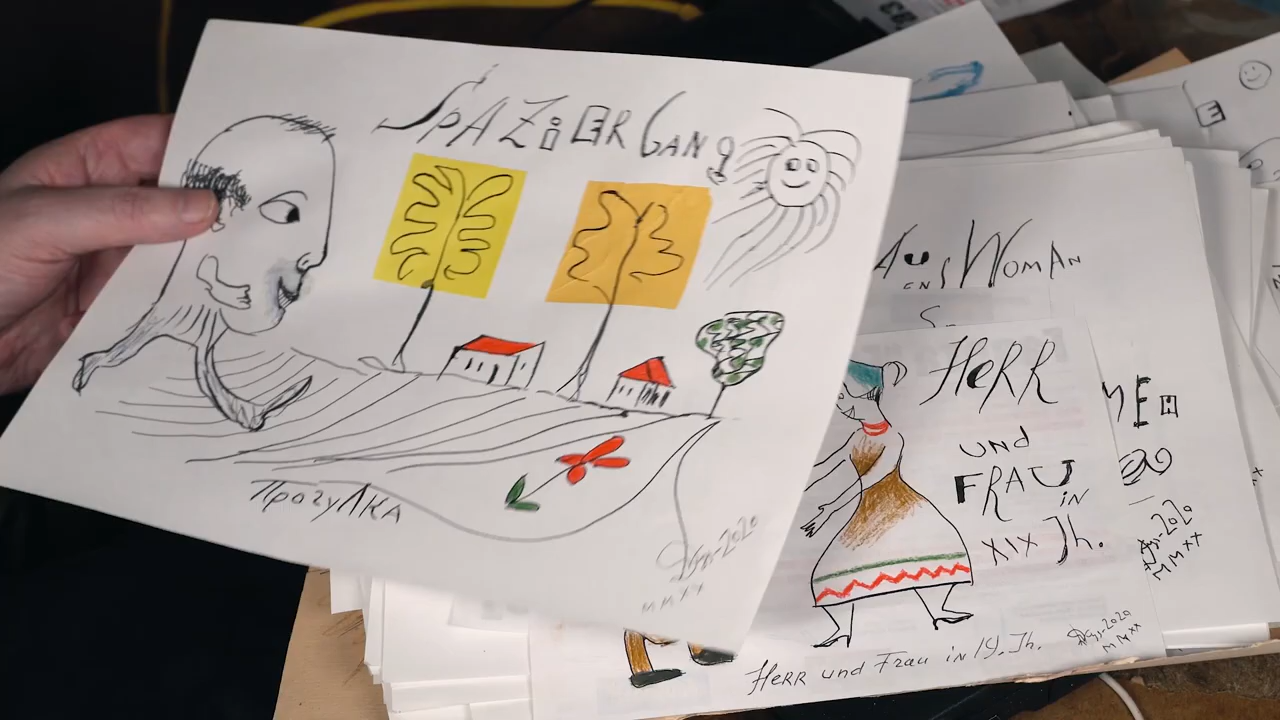 SPAZiERGANg
ПрогулКА
2020
MMXX
WOMAN
HeRR
und
FRAU
iN
XIX Jh.
HeRR und Frau iN 19. Jh.
2020
MMXX
2020
MMXX